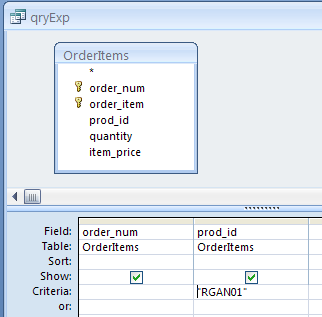 qryExp
OrderItems
*
order_num
order_item
prod_id
quantity
item_price
Field: order_num prod_id
Table: OrderItems OrderItems
Sort:
Show:
Criteria: "RGAN01"
or: